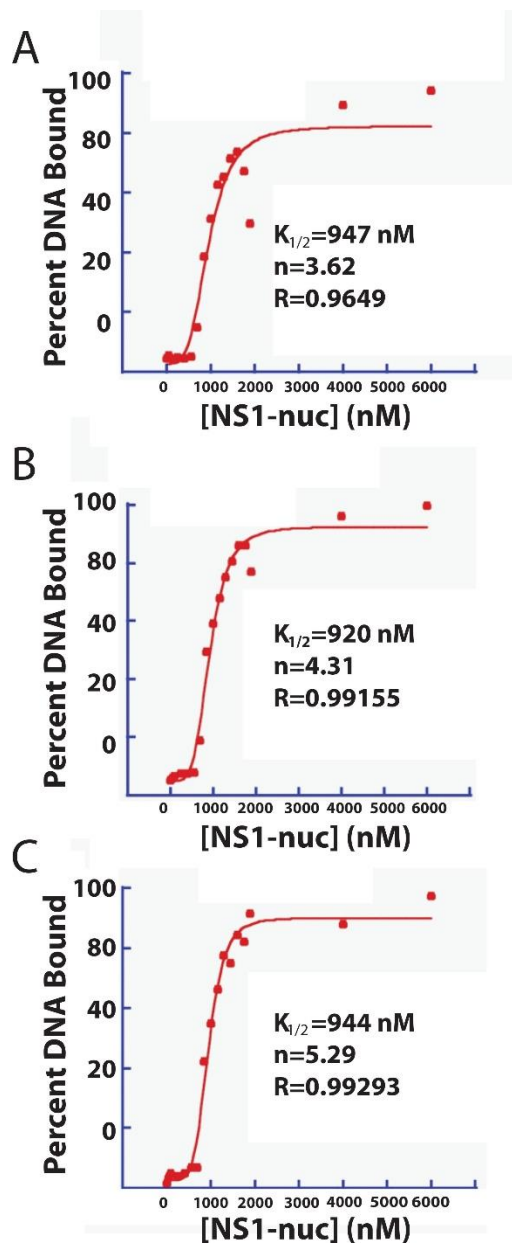 A
Percent DNA Bound
100
80
40
20
0
K1/2=947 nM
n=3.62
R=0.9649
0 1000 2000 3000 4000 5000 6000
[NS1-nuc] (nM)
B
Percent DNA Bound
100
80
40
20
0
K1/2=920 nM
n=4.31
R=0.99155
0 1000 2000 3000 4000 5000 6000
[NS1-nuc] (nM)
C
Percent DNA Bound
100
80
40
20
0
K1/2=944 nM
n=5.29
R=0.99293
0 1000 2000 3000 4000 5000 6000
[NS1-nuc] (nM)